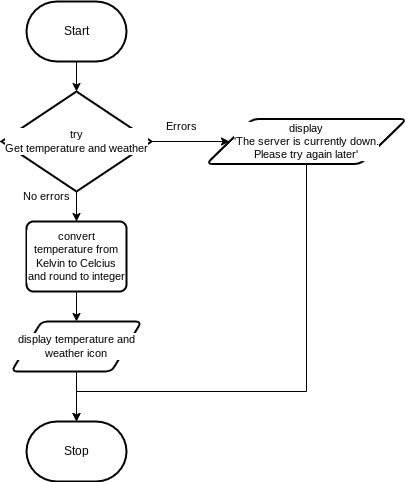 Start
try
Get temperature and weather
Errors
display
'The server is currently down.
Please try again later'
No errors
convert
temperature from
Kelvin to Celcius
and round to integer
display temperature and
weather icon
Stop